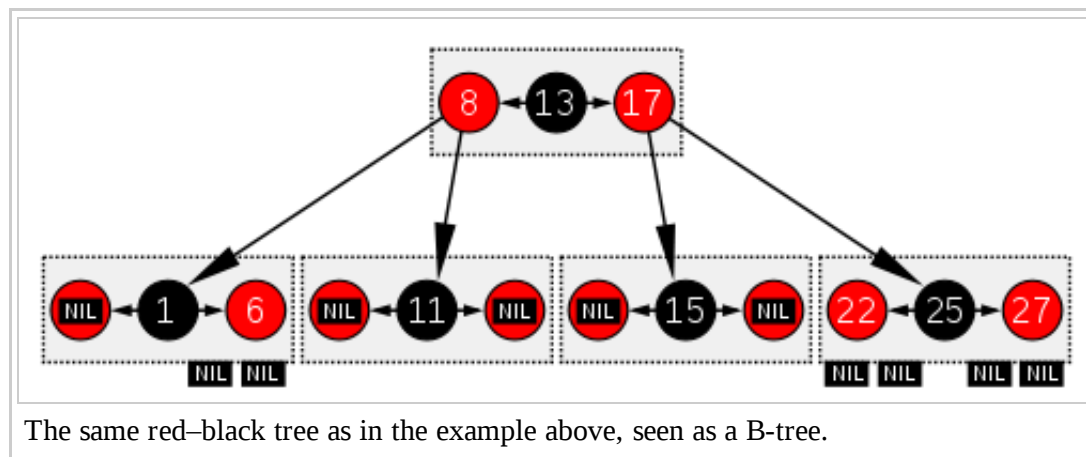 8 13 17
NIL 1 6 NIL 11 NIL NIL 15 NIL 22 25 27
NIL NIL NIL NIL NIL NIL
The same red–black tree as in the example above, seen as a B-tree.